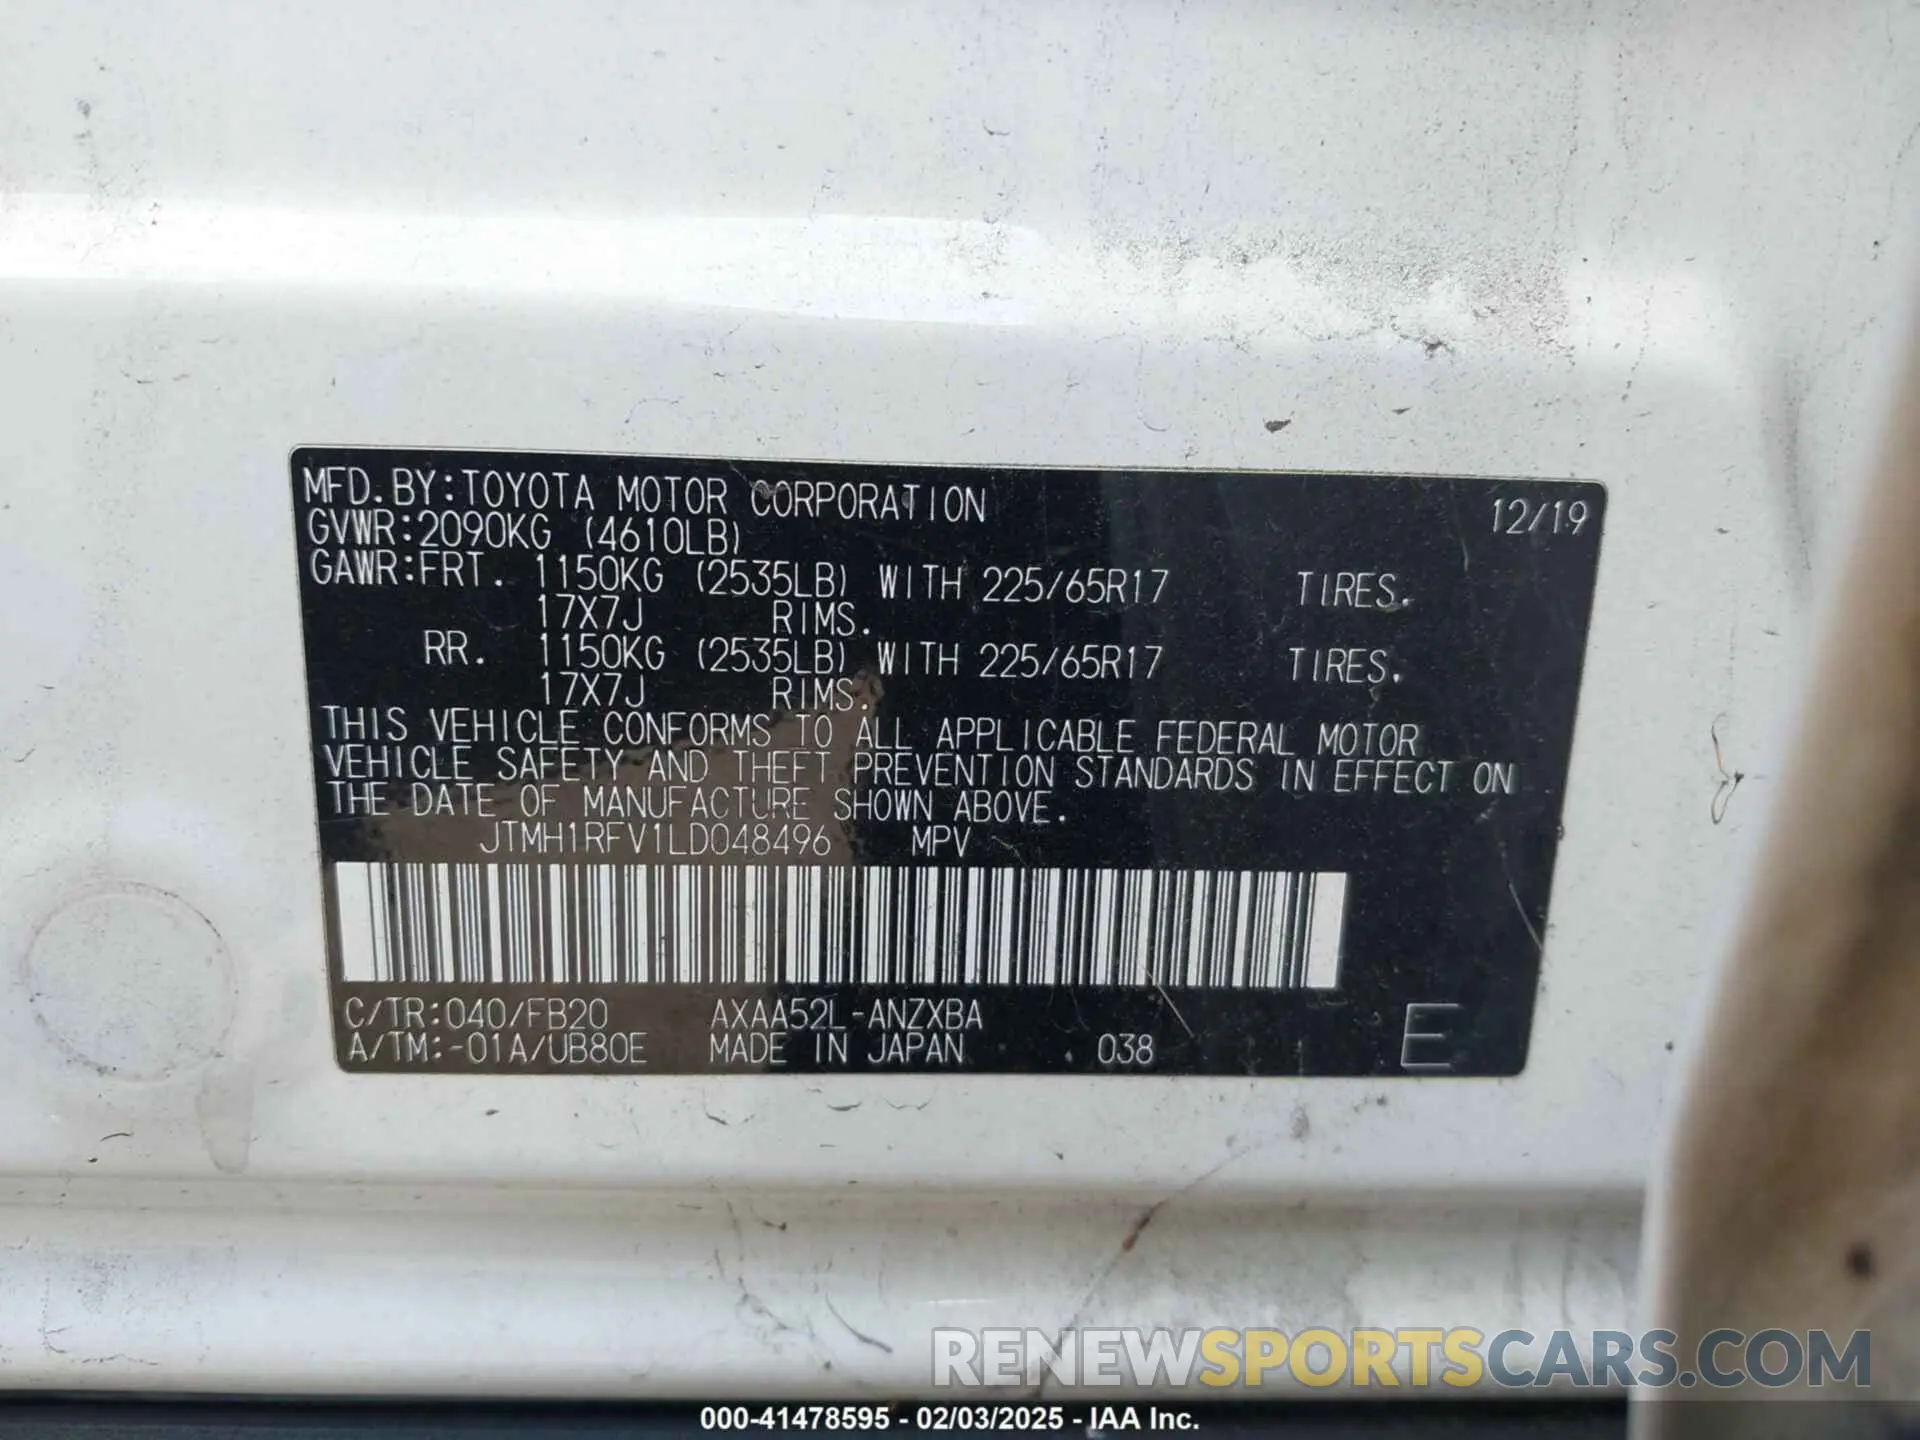 MFD.BY:TOYOTA MOTOR CORPORATION 12/19
GVWR:2090KG (4610LB)
GAWR:FRT. 1150KG (2535LB) WITH 225/65R17 TIRES.
17X7J RIMS.
RR. 1150KG (2535LB) WITH 225/65R17 TIRES.
17X7J RIMS.
THIS VEHICLE CONFORMS TO ALL APPLICABLE FEDERAL MOTOR
VEHICLE SAFETY AND THEFT PREVENTION STANDARDS IN EFFECT ON
THE DATE OF MANUFACTURE SHOWN ABOVE.
JTMH1RFV1LD048496 MPV
C/TR:040/FB20 AXAA52L-ANZXBA
A/TM:-01A/UB80E MADE IN JAPAN 038 E
RENEWSPORTSCARS.COM
000-41478595 - 02/03/2025 - IAA Inc.